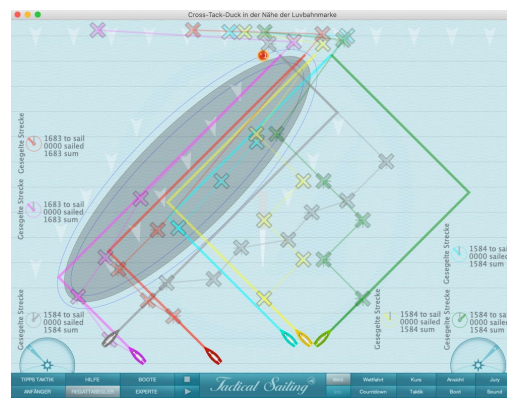 Cross-Tack-Duck in der Nähe der Luvbahnmarke
Gesegelte Strecke
1683 to sail
0000 sailed
1683 sum
Gesegelte Strecke
1683 to sail
0000 sailed
1683 sum
Gesegelte Strecke
1584 to sail
0000 sailed
1584 sum
Gesegelte Strecke
1584 to sail
0000 sailed
1584 sum
Gesegelte Strecke
1584 to sail
0000 sailed
1584 sum
Gesegelte Strecke
1584 to sail
0000 sailed
1584 sum
TIPPS TAKTIK
HILFE
BOOTE
Tactical Sailing
Wettfahrt
Kurs
Ansicht
Jury
ANFÄNGER
REGATTASEGLER
EXPERTE
Countdown
Taktik
Boot
Sound